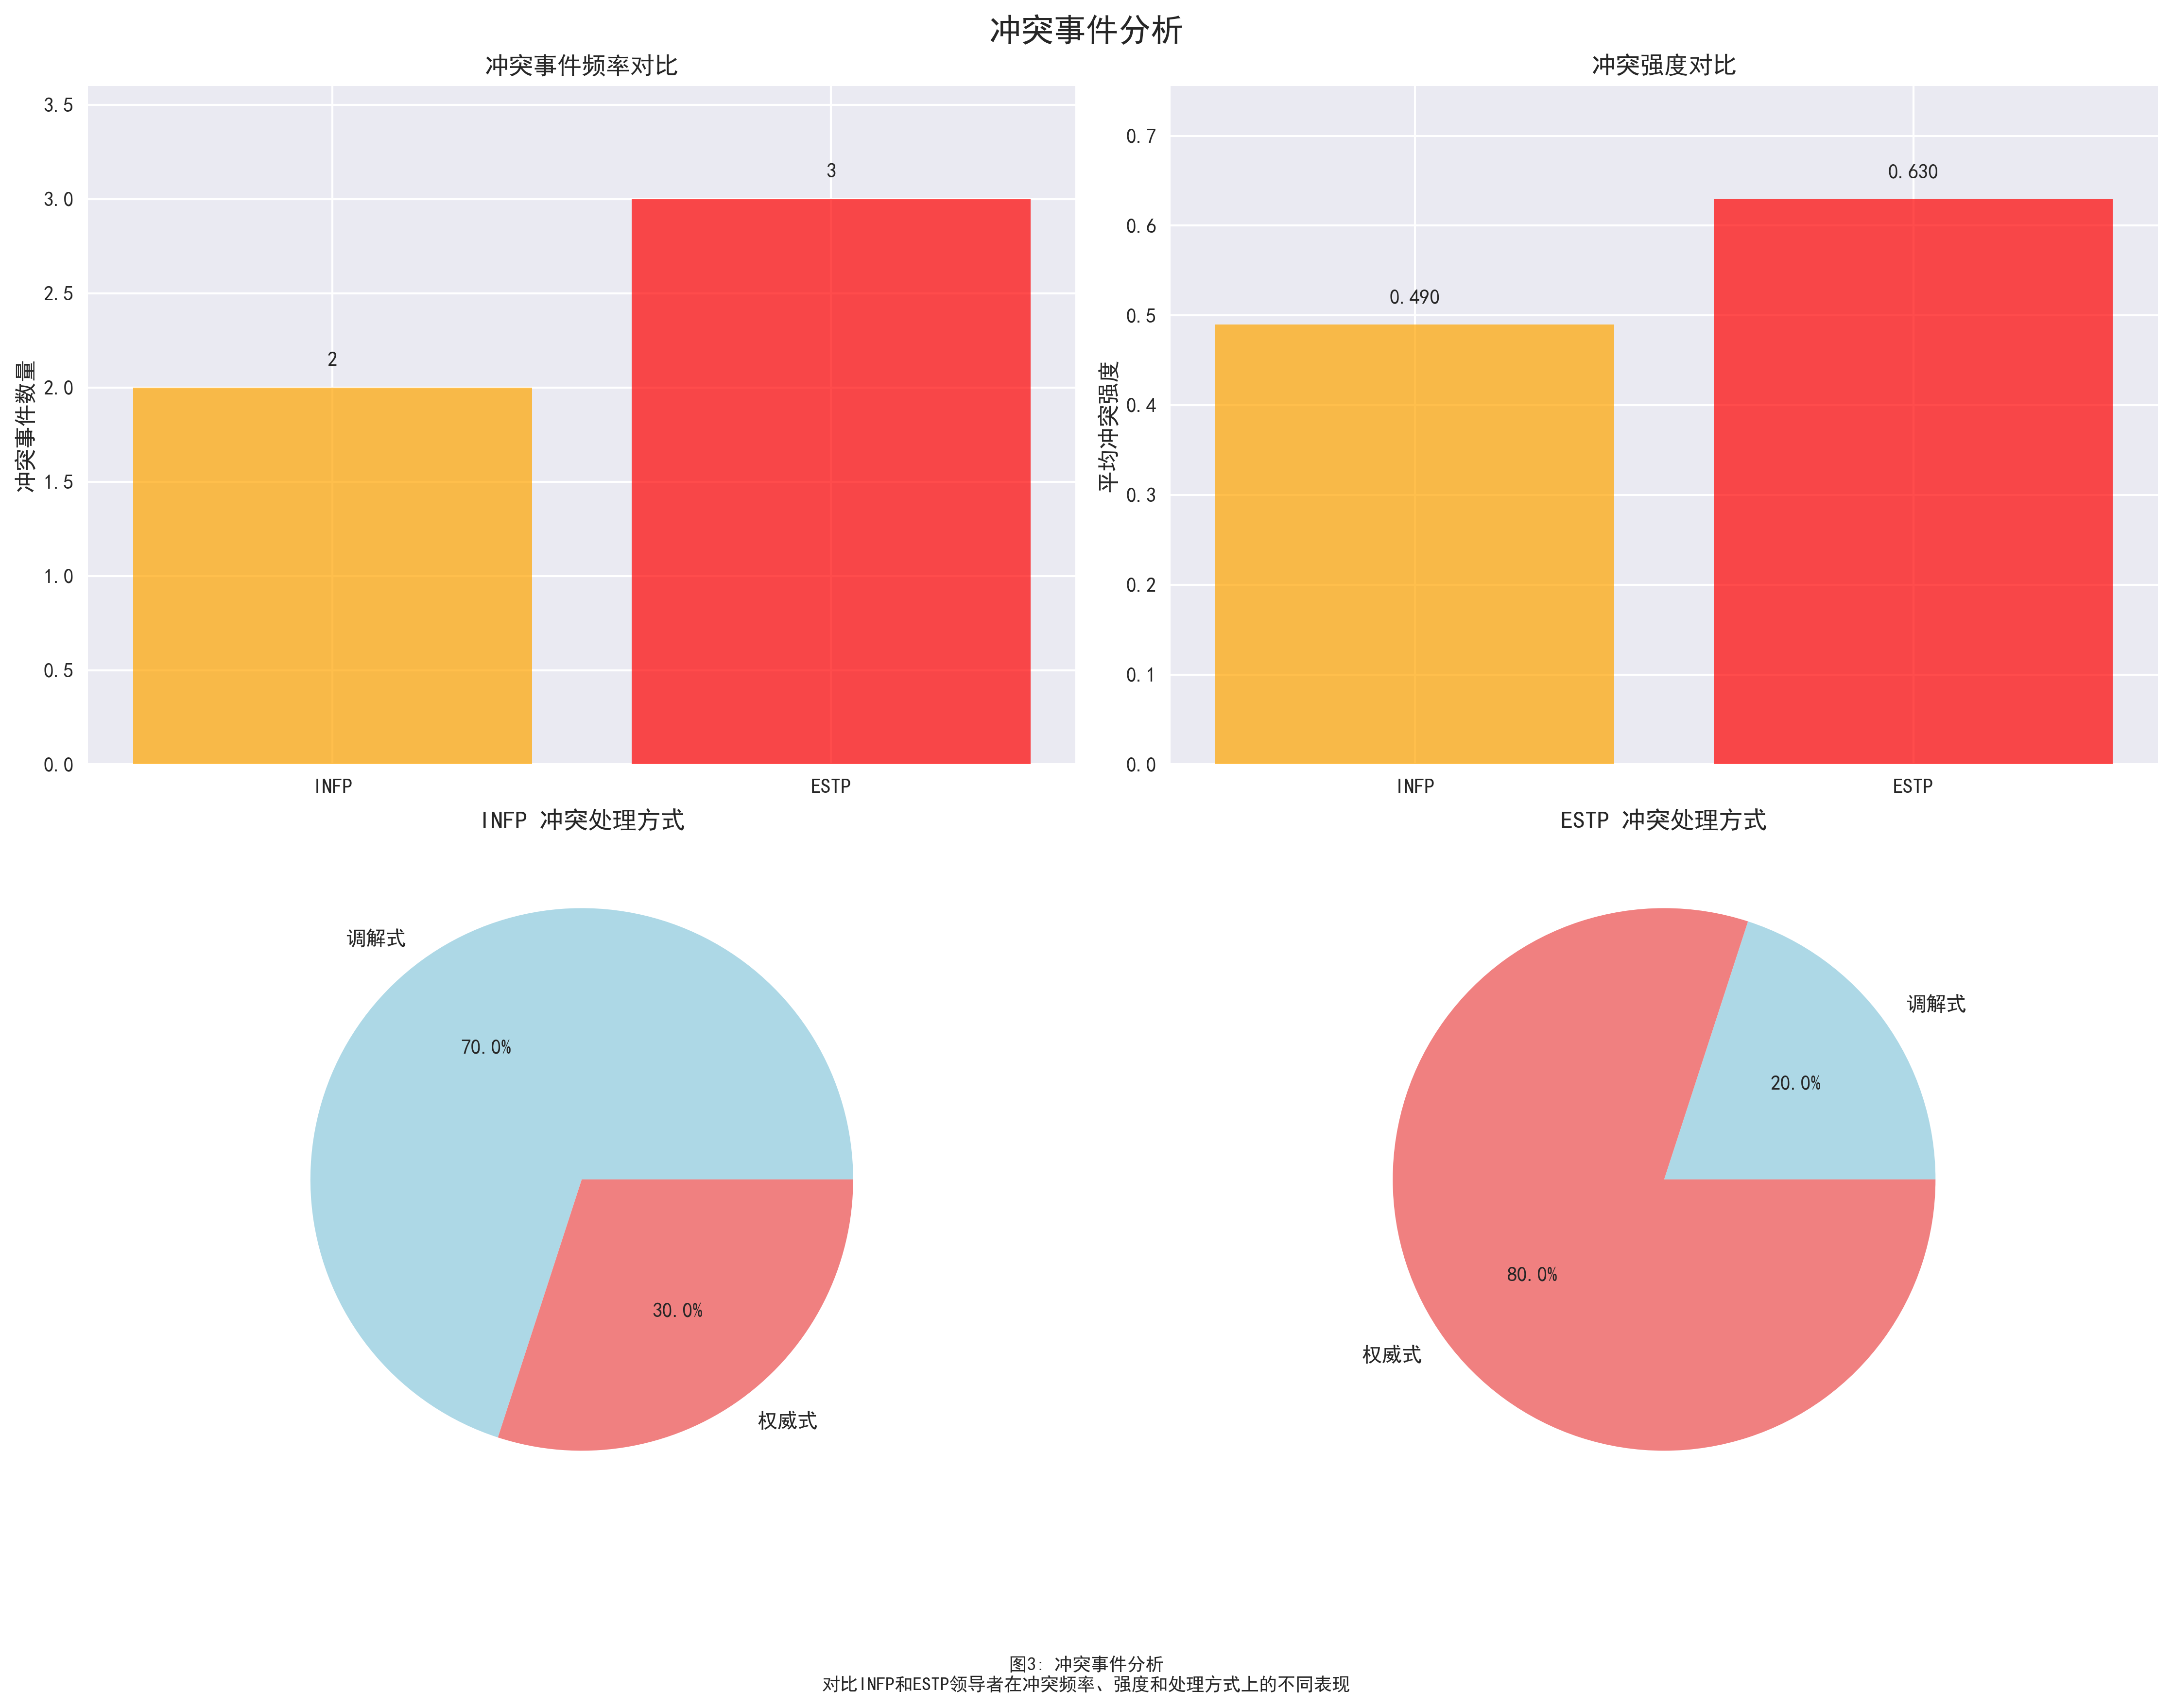 冲突事件分析
冲突事件频率对比
冲突事件数量
3.5
3.0
2.5
2.0
1.5
1.0
0.5
0.0
2
3
INFP
ESTP
冲突强度对比
平均冲突强度
0.7
0.6
0.5
0.4
0.3
0.2
0.1
0.0
0.490
0.630
INFP
ESTP
INFP 冲突处理方式
调解式
70.0%
30.0%
权威式
ESTP 冲突处理方式
调解式
20.0%
80.0%
权威式
图3: 冲突事件分析
对比INFP和ESTP领导者在冲突频率、强度和处理方式上的不同表现